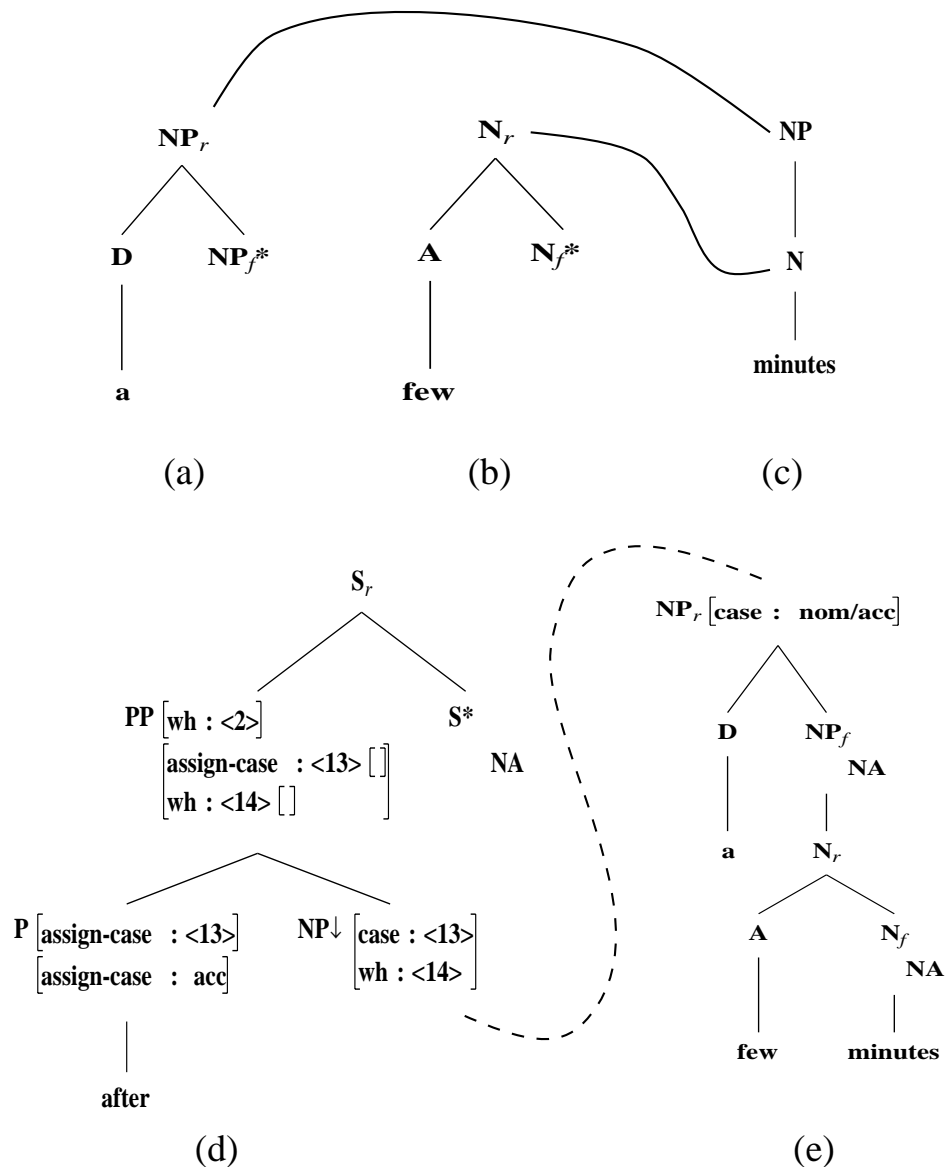 NP_r N_r NP
D NP_f* A N_f* N
a few minutes
(a) (b) (c)
S_r
PP [wh : <2>] S*
[assign-case : <13> [] NA
wh : <14> []]
P [assign-case : <13>] NP↓ [case : <13>
[assign-case : acc] wh : <14>]
after
(d)
NP_r [case : nom/acc]
D NP_f
NA
a N_r
A N_f
NA
few minutes
(e)